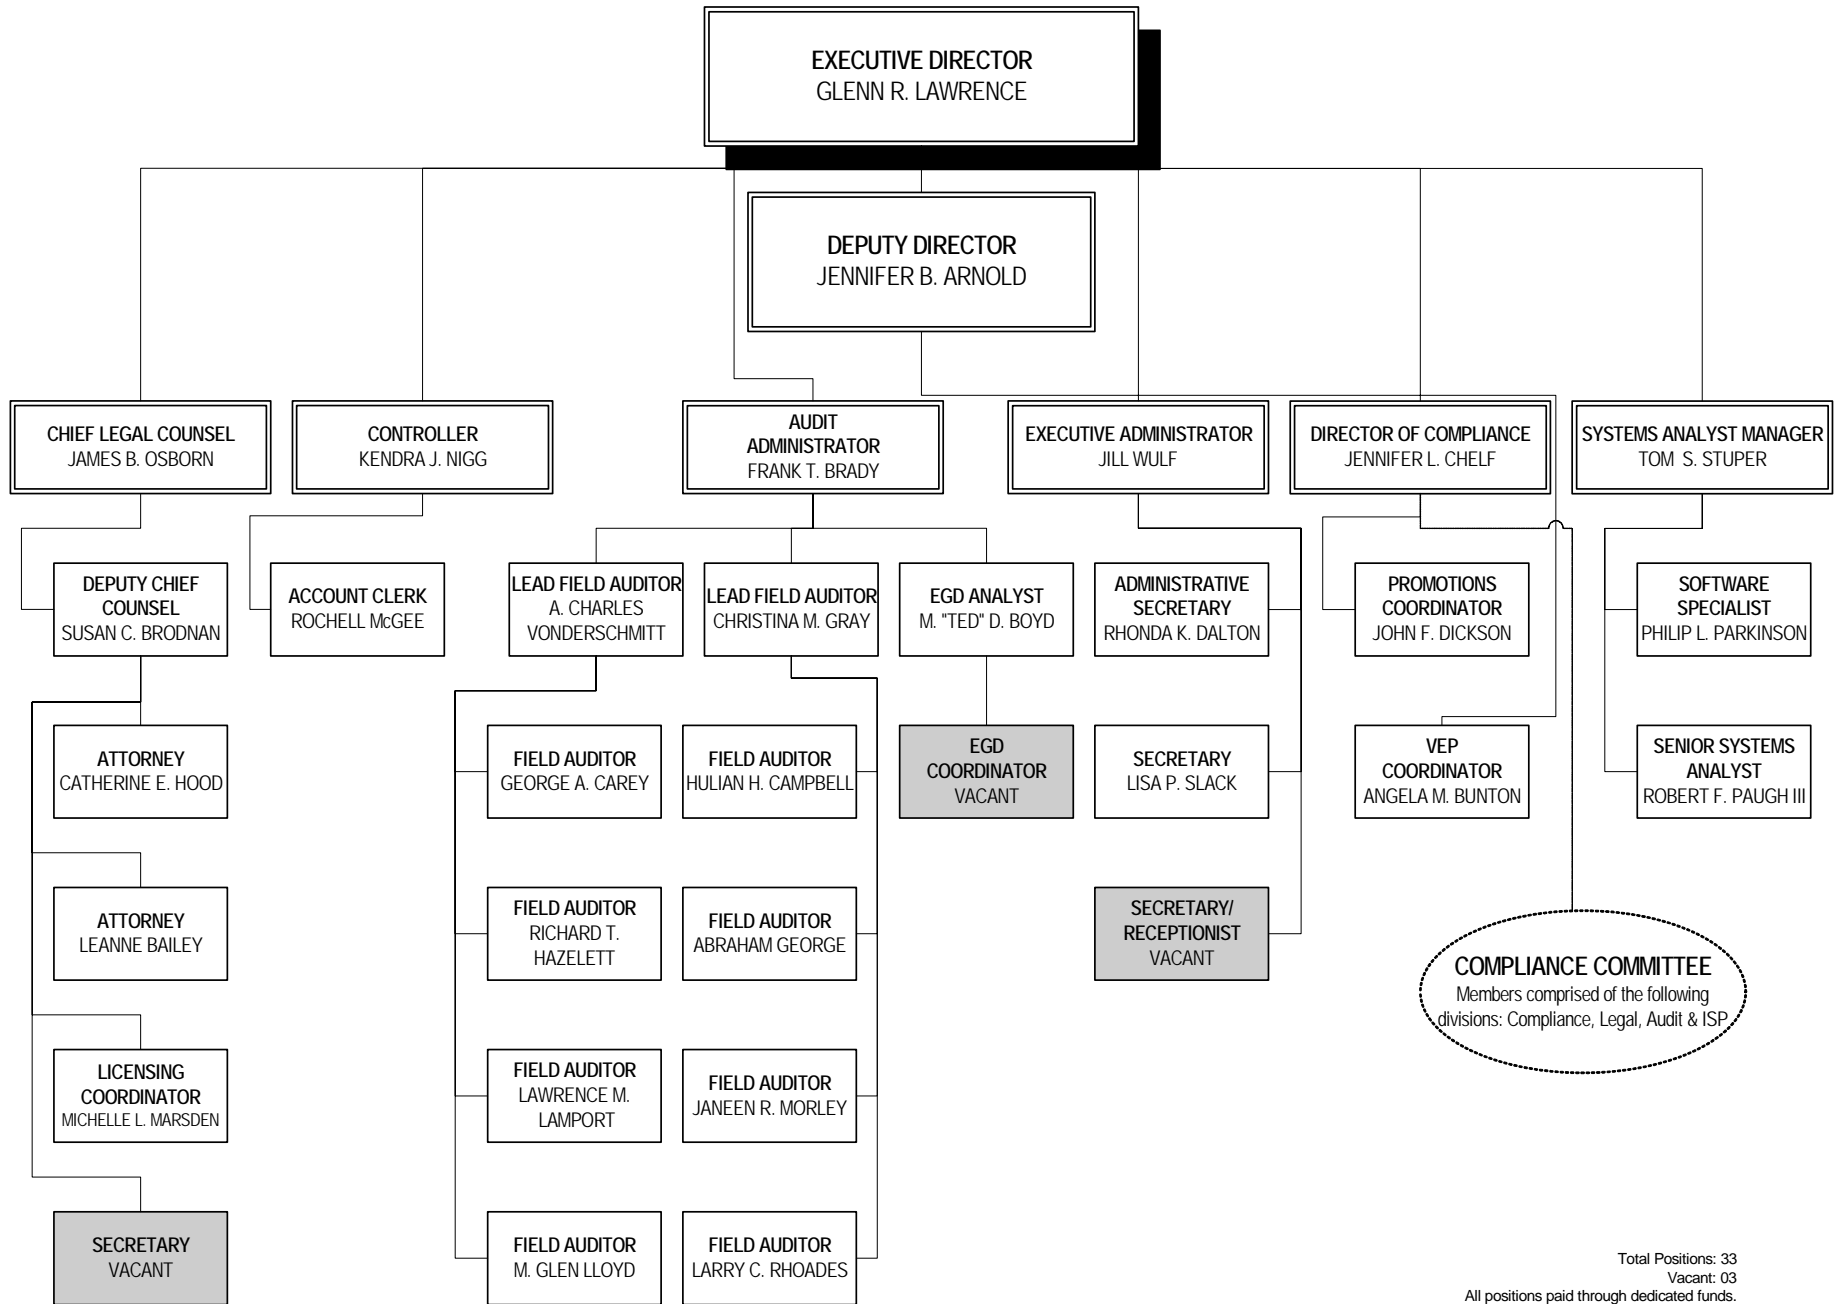 EXECUTIVE DIRECTOR
GLENN R. LAWRENCE
DEPUTY DIRECTOR
JENNIFER B. ARNOLD
CHIEF LEGAL COUNSEL
JAMES B. OSBORN
CONTROLLER
KENDRA J. NIGG
AUDIT
ADMINISTRATOR
FRANK T. BRADY
EXECUTIVE ADMINISTRATOR
JILL WULF
DIRECTOR OF COMPLIANCE
JENNIFER L. CHELF
SYSTEMS ANALYST MANAGER
TOM S. STUPER
DEPUTY CHIEF
COUNSEL
SUSAN C. BRODNAN
ACCOUNT CLERK
ROCHELL McGEE
LEAD FIELD AUDITOR
A. CHARLES
VONDERSCHMITT
LEAD FIELD AUDITOR
CHRISTINA M. GRAY
EGD ANALYST
M. "TED" D. BOYD
ADMINISTRATIVE
SECRETARY
RHONDA K. DALTON
PROMOTIONS
COORDINATOR
JOHN F. DICKSON
SOFTWARE
SPECIALIST
PHILIP L. PARKINSON
ATTORNEY
CATHERINE E. HOOD
FIELD AUDITOR
GEORGE A. CAREY
FIELD AUDITOR
HULIAN H. CAMPBELL
EGD
COORDINATOR
VACANT
SECRETARY
LISA P. SLACK
VEP
COORDINATOR
ANGELA M. BUNTON
SENIOR SYSTEMS
ANALYST
ROBERT F. PAUGH III
ATTORNEY
LEANNE BAILEY
FIELD AUDITOR
RICHARD T.
HAZELETT
FIELD AUDITOR
ABRAHAM GEORGE
SECRETARY/
RECEPTIONIST
VACANT
COMPLIANCE COMMITTEE
Members comprised of the following
divisions: Compliance, Legal, Audit & ISP
LICENSING
COORDINATOR
MICHELLE L. MARSDEN
FIELD AUDITOR
LAWRENCE M.
LAMPORT
FIELD AUDITOR
JANEEN R. MORLEY
SECRETARY
VACANT
FIELD AUDITOR
M. GLEN LLOYD
FIELD AUDITOR
LARRY C. RHOADES
Total Positions: 33
Vacant: 03
All positions paid through dedicated funds.